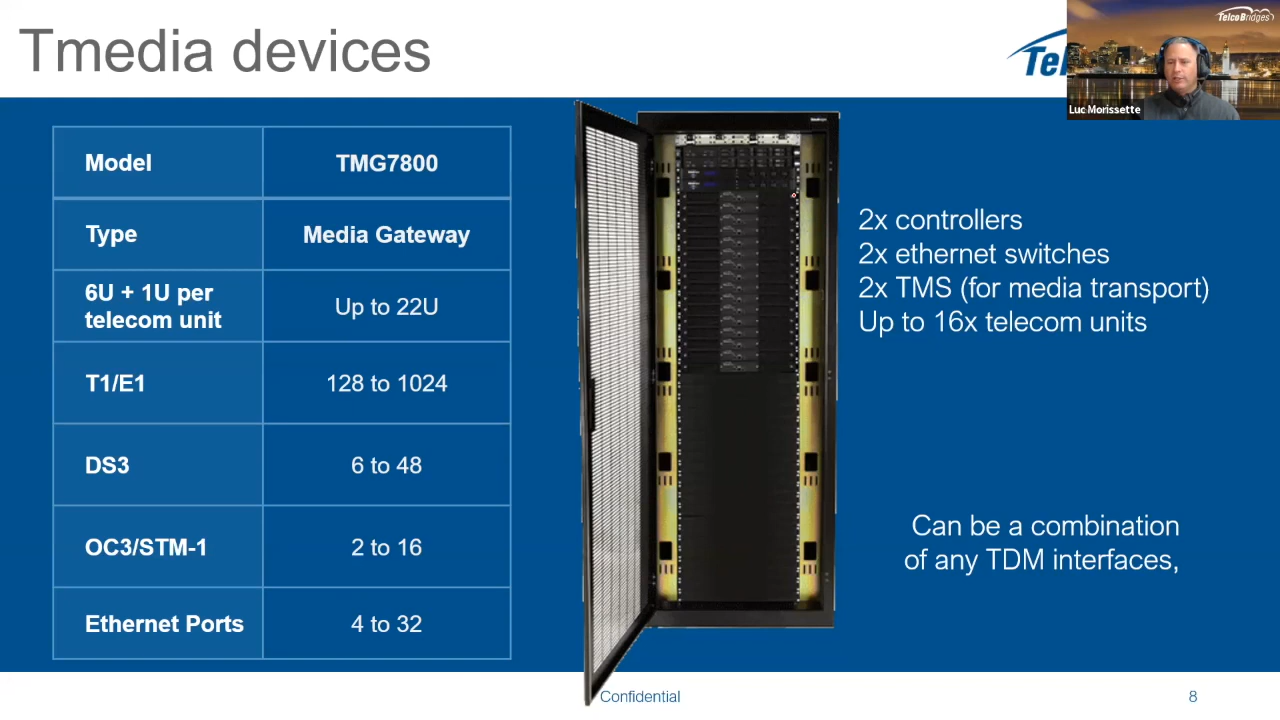 Tmedia devices
TelcoBridges
Luc Morissette
Model
TMG7800
Type
Media Gateway
6U + 1U per
telecom unit
Up to 22U
T1/E1
128 to 1024
DS3
6 to 48
OC3/STM-1
2 to 16
Ethernet Ports
4 to 32
2x controllers
2x ethernet switches
2x TMS (for media transport)
Up to 16x telecom units
Can be a combination
of any TDM interfaces,
Confidential
8